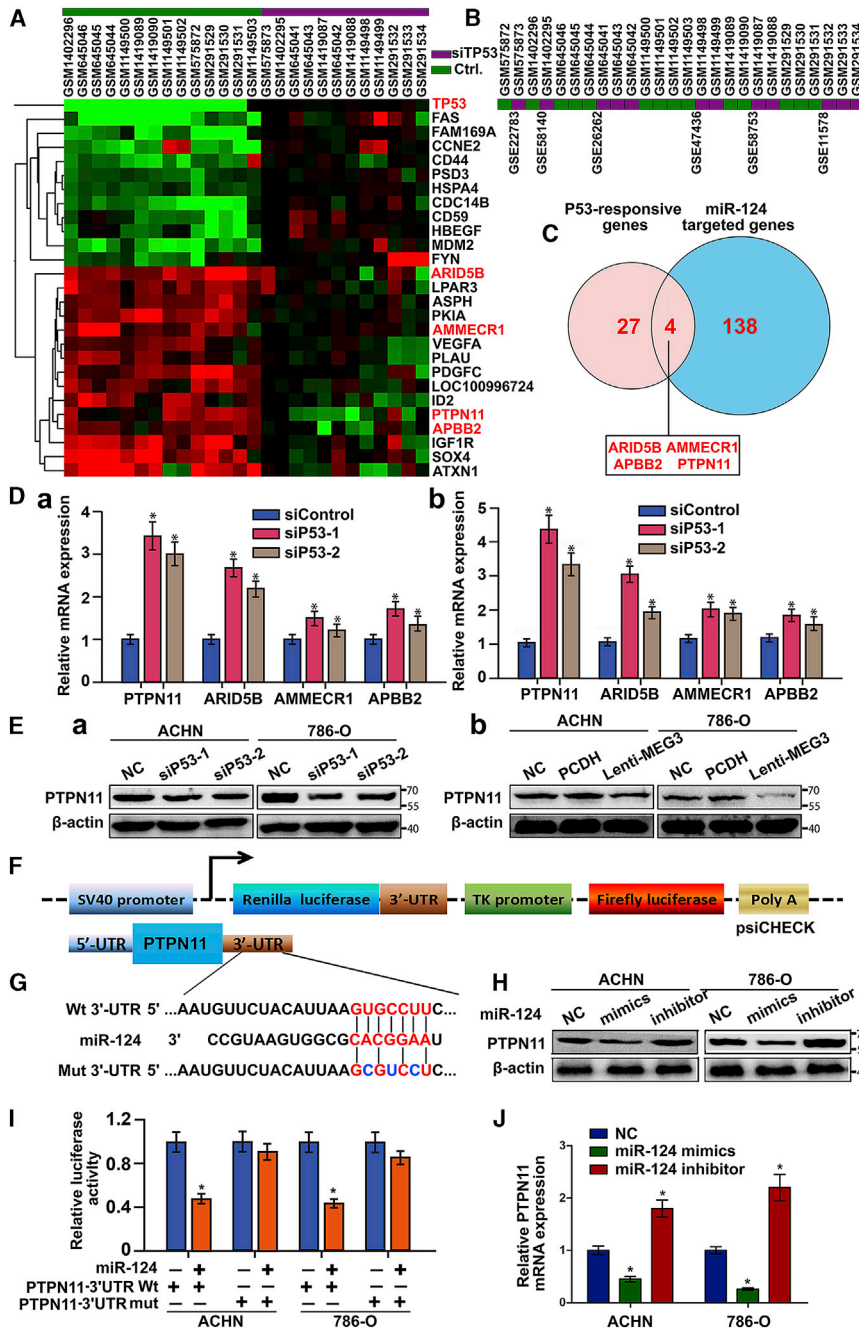 A
GSM1402296
GSM645046
GSM645045
GSM645044
GSM1149500
GSM1419089
GSM1419090
GSM1149501
GSM1149502
GSM575872
GSM291529
GSM291530
GSM291531
GSM1149503
GSM575873
GSM1402295
GSM645041
GSM645043
GSM1419087
GSM645042
GSM1419088
GSM1149498
GSM1149499
GSM291532
GSM291533
GSM291534
siTP53
Ctrl.
TP53
FAS
FAM169A
CCNE2
CD44
PSD3
HSPA4
CDC14B
CD59
HBEGF
MDM2
FYN
ARID5B
LPAR3
ASPH
PKIA
AMMECR1
VEGFA
PLAU
PDGFC
LOC100996724
ID2
PTPN11
APBB2
IGF1R
SOX4
ATXN1
B
GSM575872
GSM575873
GSM1402296
GSM1402295
GSM645046
GSM645045
GSM645044
GSM645041
GSM645043
GSM645042
GSM1149500
GSM1149501
GSM1149502
GSM1149503
GSM1149498
GSM1149499
GSM1419089
GSM1419090
GSM1419087
GSM1419088
GSM291529
GSM291530
GSM291531
GSM291532
GSM291533
GSM291534
GSE22783
GSE58140
GSE26262
GSE47436
GSE58753
GSE11578
C
P53-responsive genes
miR-124 targeted genes
27 4 138
ARID5B AMMECR1
APBB2 PTPN11
D a
siControl
siP53-1
siP53-2
Relative mRNA expression
4
3
2
1
0
PTPN11 ARID5B AMMECR1 APBB2
* * * * * * * *
b
siControl
siP53-1
siP53-2
Relative mRNA expression
5
4
3
2
1
0
PTPN11 ARID5B AMMECR1 APBB2
* * * * * * * *
E a
ACHN 786-O
NC siP53-1 siP53-2 NC siP53-1 siP53-2
PTPN11
70
55
β-actin
40
b
ACHN 786-O
NC PCDH Lenti-MEG3 NC PCDH Lenti-MEG3
PTPN11
70
55
β-actin
40
F
SV40 promoter Renilla luciferase 3′-UTR TK promoter Firefly luciferase Poly A
psiCHECK
5′-UTR PTPN11 3′-UTR
G
Wt 3'-UTR 5' ...AAUGUUCUACAUUAAGUGCCUUC...
miR-124 3' CCGUAAGUGGCGCACGGAAU
Mut 3'-UTR 5' ...AAUGUUCUACAUUAAGCGUCCUC...
H
ACHN 786-O
miR-124 NC mimics inhibitor NC mimics inhibitor
PTPN11
β-actin
I
Relative luciferase activity
1.2
0.8
0.4
0
* *
miR-124 — + — + — + — +
PTPN11-3'UTR Wt + + — — + + — —
PTPN11-3'UTR mut — — + + — — + +
ACHN 786-O
J
NC
miR-124 mimics
miR-124 inhibitor
Relative PTPN11 mRNA expression
3
2
1
0
* * * *
ACHN 786-O